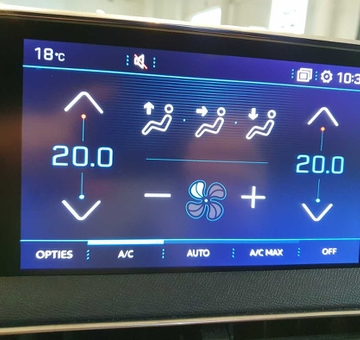 18°C 10:3
20.0 20.0
OPTIES A/C AUTO A/C MAX OFF